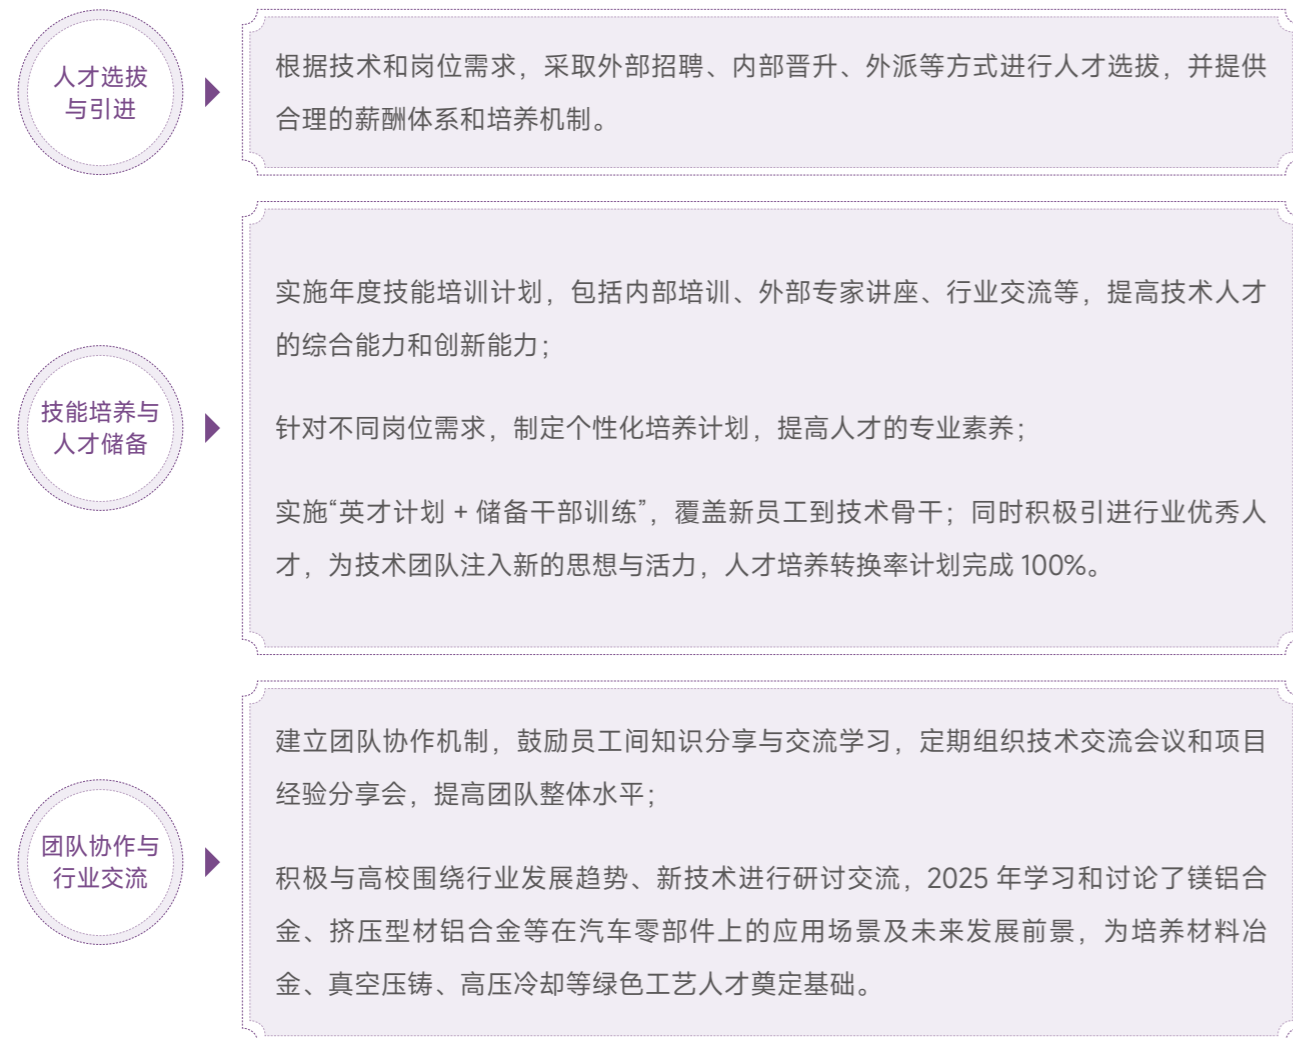 人才选拔
与引进
根据技术和岗位需求，采取外部招聘、内部晋升、外派等方式进行人才选拔，并提供
合理的薪酬体系和培养机制。
技能培养与
人才储备
实施年度技能培训计划，包括内部培训、外部专家讲座、行业交流等，提高技术人才
的综合能力和创新能力；
针对不同岗位需求，制定个性化培养计划，提高人才的专业素养；
实施“英才计划 + 储备干部训练”，覆盖新员工到技术骨干；同时积极引进行业优秀人
才，为技术团队注入新的思想与活力，人才培养转换率计划完成 100%。
团队协作与
行业交流
建立团队协作机制，鼓励员工间知识分享与交流学习，定期组织技术交流会议和项目
经验分享会，提高团队整体水平；
积极与高校围绕行业发展趋势、新技术进行研讨交流，2025 年学习和讨论了镁铝合
金、挤压型材铝合金等在汽车零部件上的应用场景及未来发展前景，为培养材料冶
金、真空压铸、高压冷却等绿色工艺人才奠定基础。